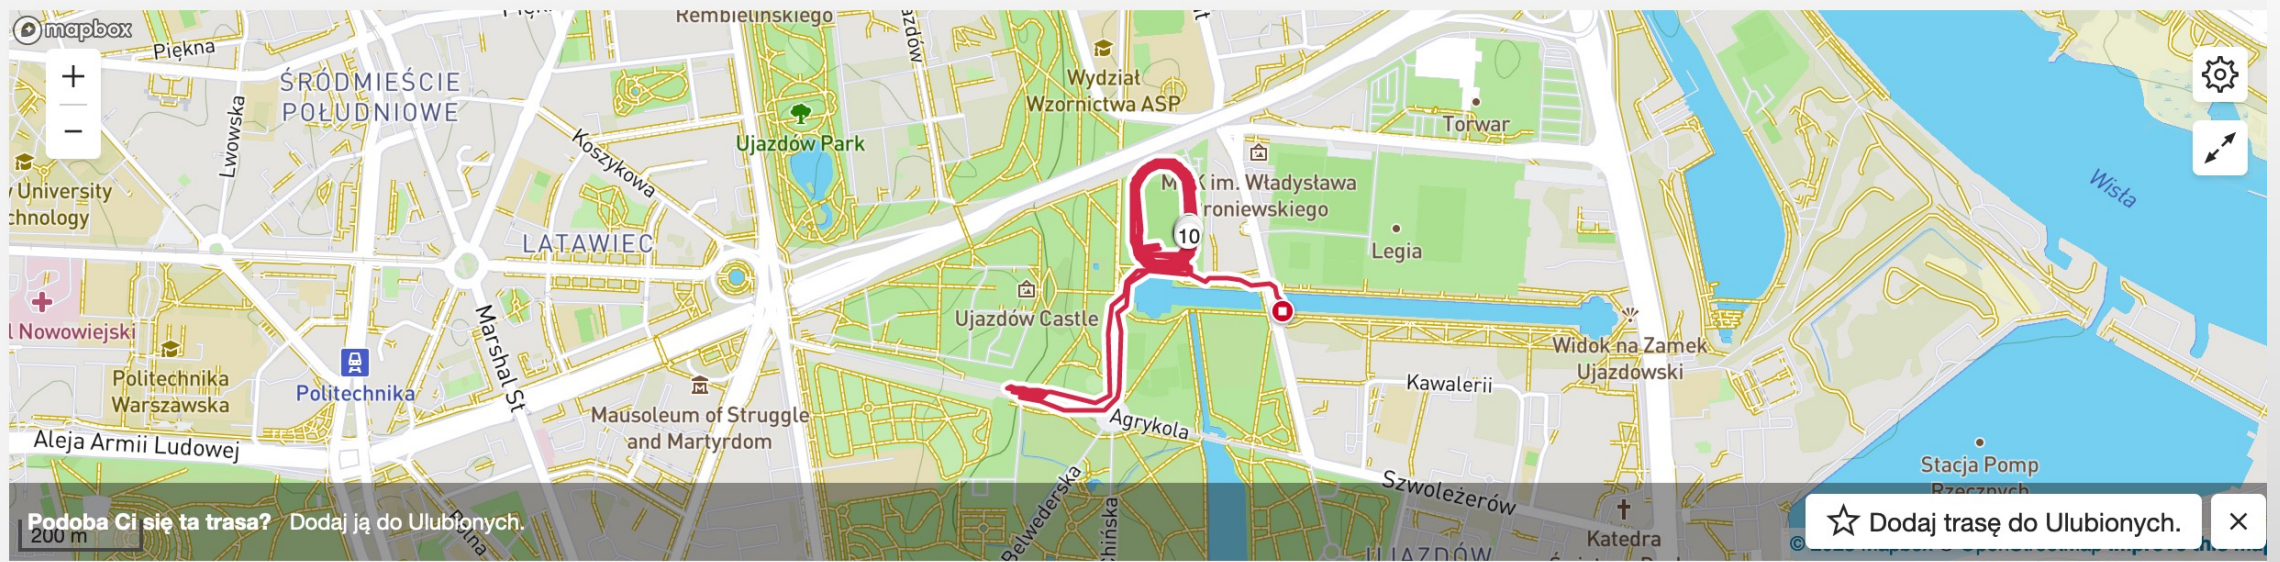 mapbox
Rembielińskiego
Piękna
ŚRÓDMIEŚCIE
POŁUDNIOWE
Lwowska
Koszykowa
Ujazdów Park
Wydział
Wzornictwa ASP
Torwar
Wisła
University
LATAWIEC
im. Władysława
Legia
10
Ujazdów Castle
Nowowiejski
Marshal St
Politechnika
Warszawska
Politechnika
Mausoleum of Struggle
and Martyrdom
Widok na Zamek
Ujazdowski
Kawalerii
Agrykola
Aleja Armii Ludowej
Belwederska
Szwoleżerów
Stacja Pomp
Rzecznych
Podoba Ci się ta trasa? Dodaj ją do Ulubionych.
200 m
Polna
Katedra
UJAZDÓW
Dodaj trasę do Ulubionych.